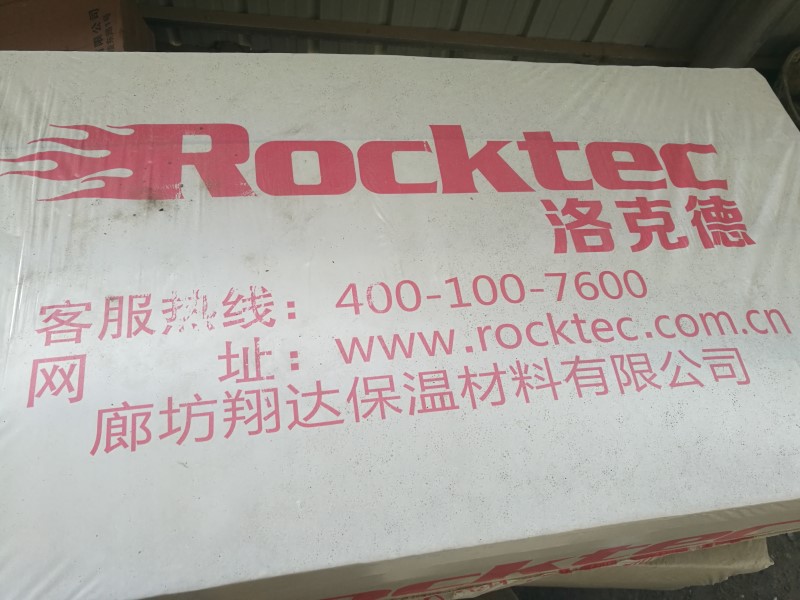 Rocktec
洛克德
客服热线：400-100-7600
网 址：www.rocktec.com.cn
廊坊翔达保温材料有限公司
Rocktec